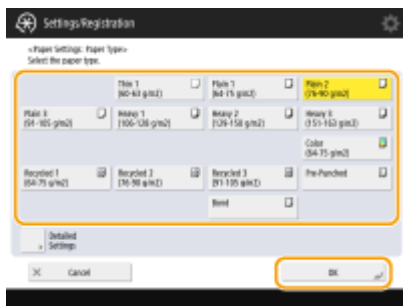 Settings/Registration
<Paper Settings: Paper Type>
Select the paper type.
Thin 1
(60-63 g/m2)
Plain 1
(64-75 g/m2)
Plain 2
(76-90 g/m2)
Plain 3
(91-105 g/m2)
Heavy 1
(106-128 g/m2)
Heavy 2
(129-150 g/m2)
Heavy 3
(151-163 g/m2)
Color
(64-75 g/m2)
Recycled 1
(64-75 g/m2)
Recycled 2
(76-90 g/m2)
Recycled 3
(91-105 g/m2)
Pre-Punched
Bond
Detailed
Settings
Cancel
OK